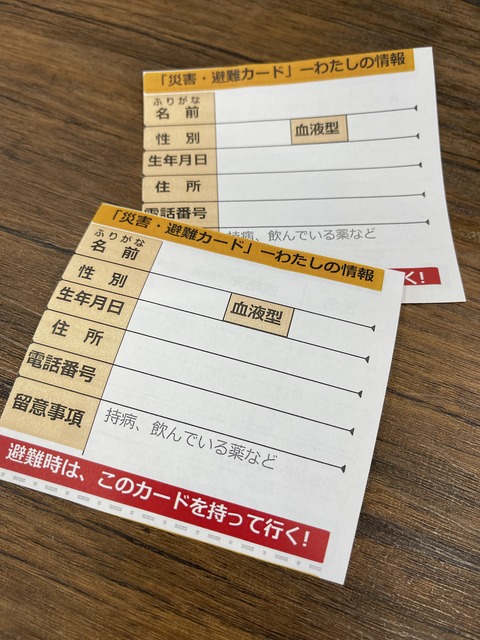 「災害・避難カード」—わたしの情報
ふりがな
名 前
性 別
血液型
生年月日
住 所
電話番号
持病、飲んでいる薬など
く!
「災害・避難カード」—わたしの情報
ふりがな
名 前
性 別
血液型
生年月日
住 所
電話番号
留意事項
持病、飲んでいる薬など
避難時は、このカードを持って行く!